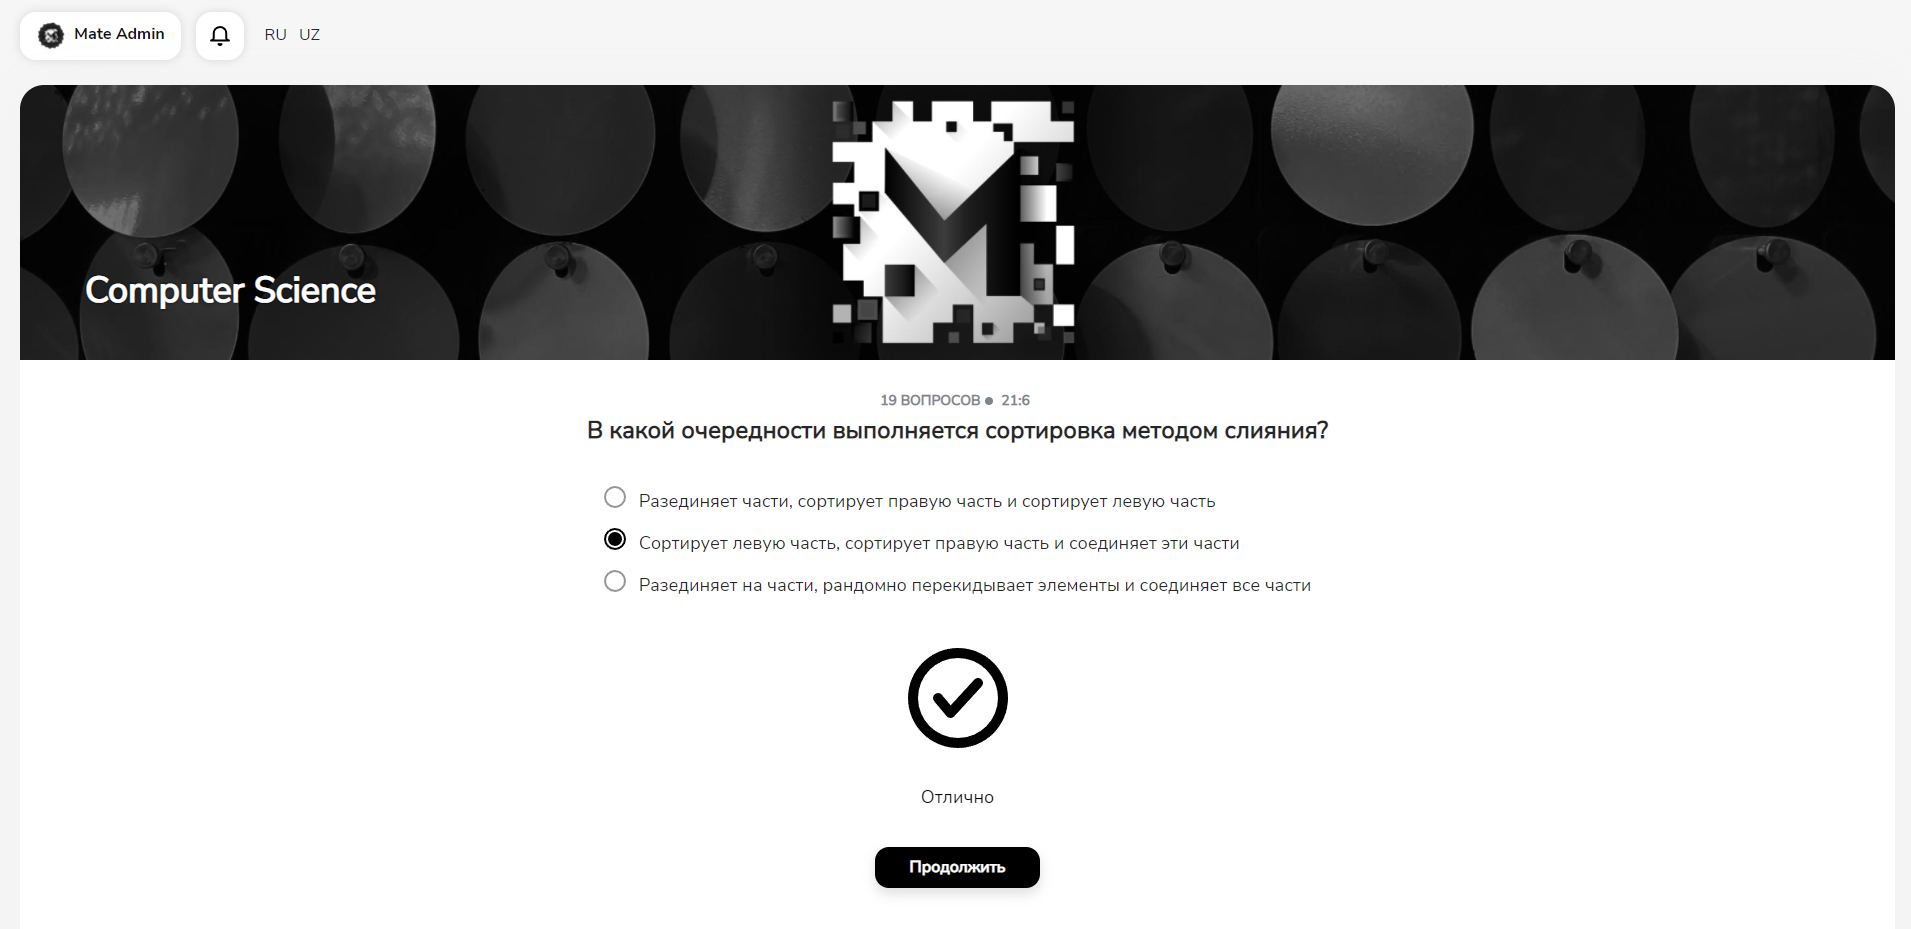 Mate Admin
RU UZ
Computer Science
19 ВОПРОСОВ ● 21:6
В какой очередности выполняется сортировка методом слияния?
Разединяет части, сортирует правую часть и сортирует левую часть
Сортирует левую часть, сортирует правую часть и соединяет эти части
Разединяет на части, рандомно перекидывает элементы и соединяет все части
Отлично
Продолжить